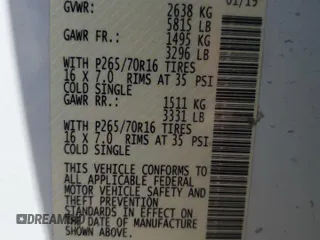 01/19
GVWR: 2638 KG
5815 LB
GAWR FR.: 1495 KG
3296 LB
WITH P265/70R16 TIRES
16 X 7.0 RIMS AT 35 PSI
COLD SINGLE
GAWR RR.: 1511 KG
3331 LB
WITH P265/70R16 TIRES
16 X 7.0 RIMS AT 35 PSI
COLD SINGLE
THIS VEHICLE CONFORMS TO
ALL APPLICABLE FEDERAL
MOTOR VEHICLE SAFETY AND
THEFT PREVENTION
STANDARDS IN EFFECT ON
THE DATE OF MANUFACTURE
SHOWN ABOVE.